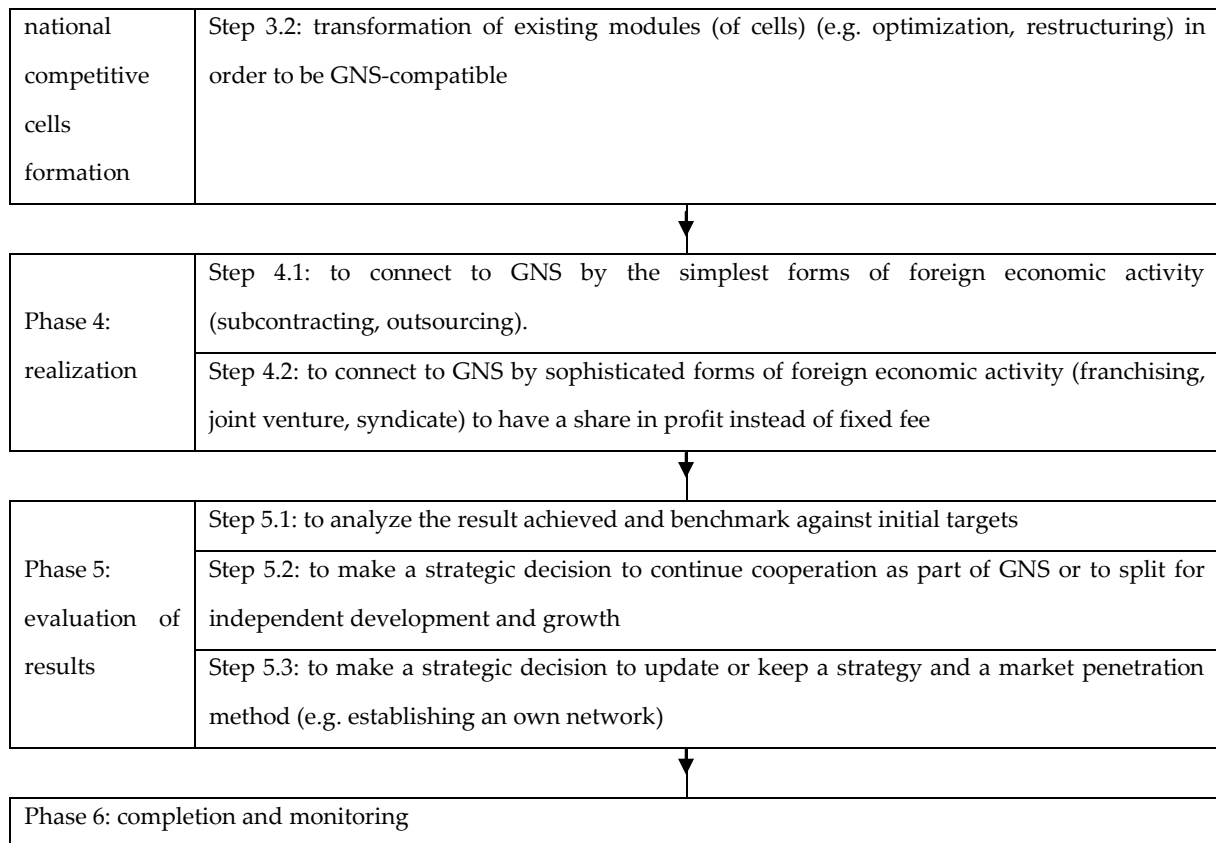 national
competitive
cells
formation
Step 3.2: transformation of existing modules (of cells) (e.g. optimization, restructuring) in
order to be GNS-compatible
Phase 4:
realization
Step 4.1: to connect to GNS by the simplest forms of foreign economic activity
(subcontracting, outsourcing).
Step 4.2: to connect to GNS by sophisticated forms of foreign economic activity (franchising,
joint venture, syndicate) to have a share in profit instead of fixed fee
Phase 5:
evaluation of
results
Step 5.1: to analyze the result achieved and benchmark against initial targets
Step 5.2: to make a strategic decision to continue cooperation as part of GNS or to split for
independent development and growth
Step 5.3: to make a strategic decision to update or keep a strategy and a market penetration
method (e.g. establishing an own network)
Phase 6: completion and monitoring